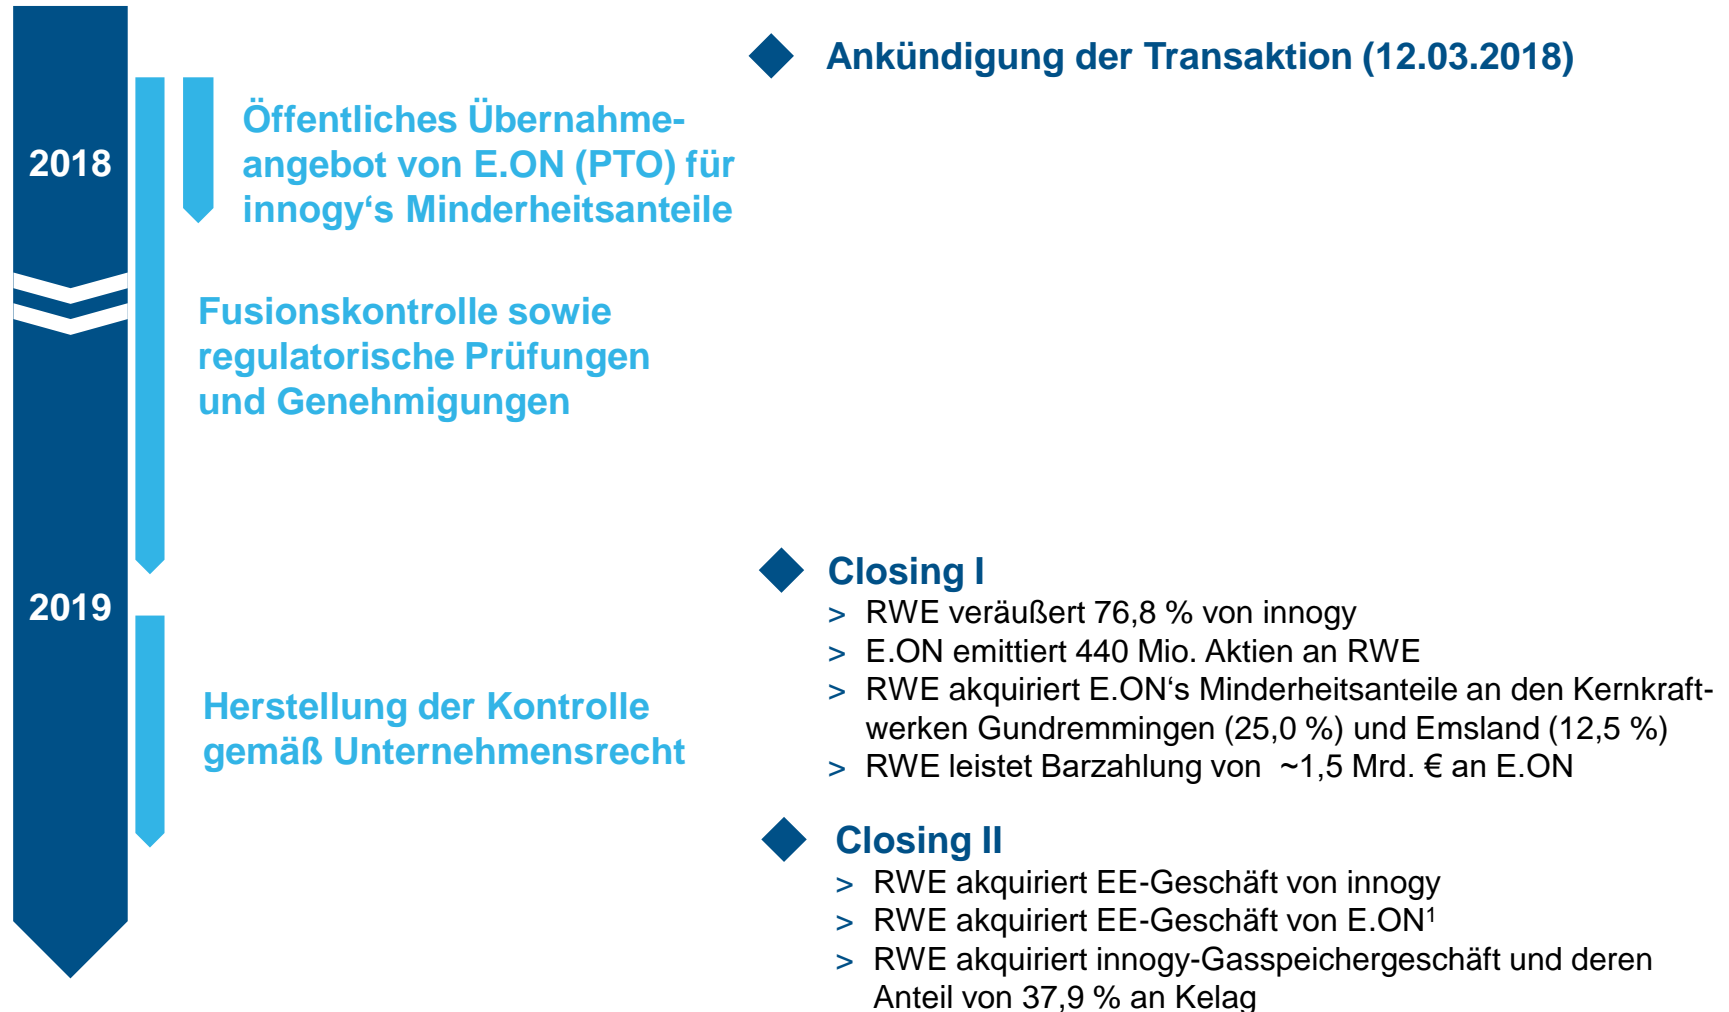 Ankündigung der Transaktion (12.03.2018)
2018
Öffentliches Übernahme-
angebot von E.ON (PTO) für
innogy‘s Minderheitsanteile
Fusionskontrolle sowie
regulatorische Prüfungen
und Genehmigungen
2019
Closing I
> RWE veräußert 76,8 % von innogy
> E.ON emittiert 440 Mio. Aktien an RWE
> RWE akquiriert E.ON‘s Minderheitsanteile an den Kernkraft-
werken Gundremmingen (25,0 %) und Emsland (12,5 %)
> RWE leistet Barzahlung von ~1,5 Mrd. € an E.ON
Herstellung der Kontrolle
gemäß Unternehmensrecht
Closing II
> RWE akquiriert EE-Geschäft von innogy
> RWE akquiriert EE-Geschäft von E.ON¹
> RWE akquiriert innogy-Gasspeichergeschäft und deren
Anteil von 37,9 % an Kelag